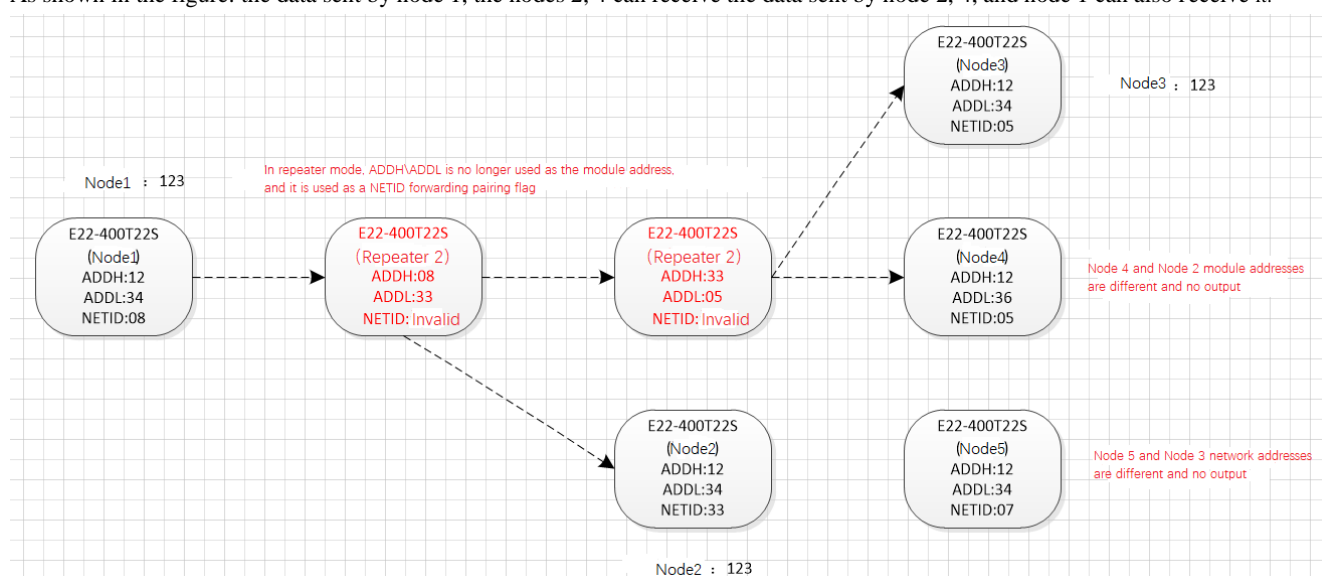 As shown in the figure: the data sent by node 1, the nodes 2, 4 can receive the data sent by node 2, 4, and node 1 can also receive it.
E22-400T22S
(Node3)
ADDH:12
ADDL:34
NETID:05
Node3 : 123
In repeater mode, ADDH\ADDL is no longer used as the module address,
and it is used as a NETID forwarding pairing flag
Node1 : 123
E22-400T22S
(Node1)
ADDH:12
ADDL:34
NETID:08
E22-400T22S
(Repeater 2)
ADDH:08
ADDL:33
NETID: Invalid
E22-400T22S
(Repeater 2)
ADDH:33
ADDL:05
NETID: Invalid
E22-400T22S
(Node4)
ADDH:12
ADDL:36
NETID:05
Node 4 and Node 2 module addresses
are different and no output
E22-400T22S
(Node2)
ADDH:12
ADDL:34
NETID:33
E22-400T22S
(Node5)
ADDH:12
ADDL:34
NETID:07
Node 5 and Node 3 network addresses
are different and no output
Node2 : 123